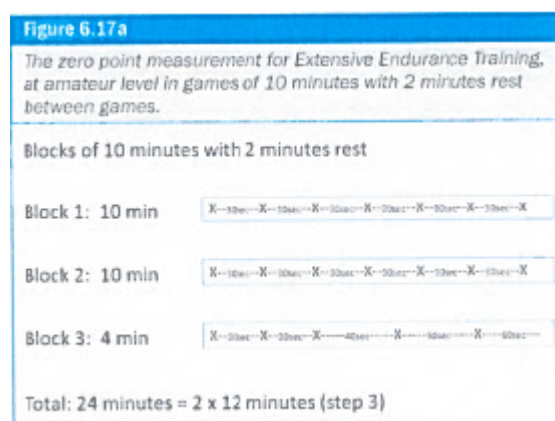 Figure 6.17a
The zero point measurement for Extensive Endurance Training,
at amateur level in games of 10 minutes with 2 minutes rest
between games.
Blocks of 10 minutes with 2 minutes rest
Block 1: 10 min X X X X X X X
Block 2: 10 min X X X X X X X
Block 3: 4 min X X X X X
Total: 24 minutes = 2 x 12 minutes (step 3)